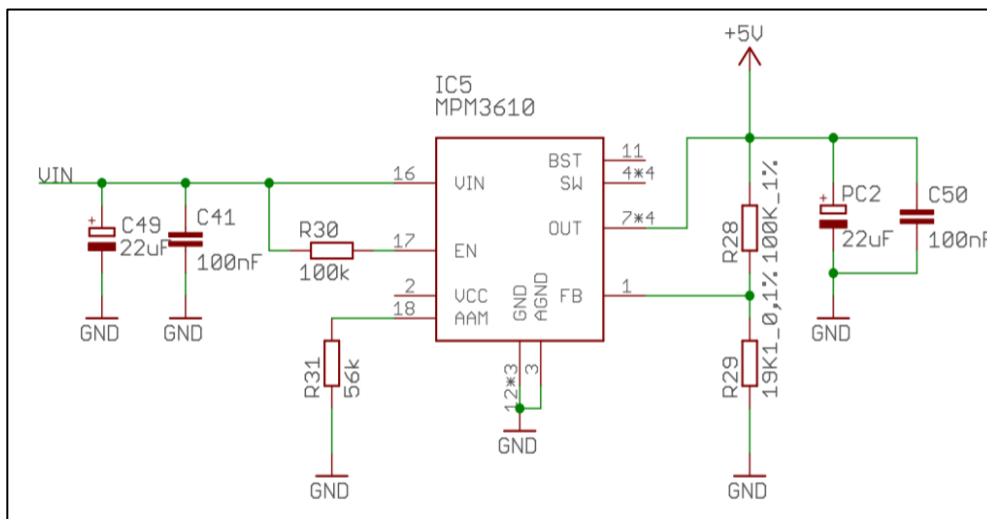 +5V
IC5
MPM3610
VIN
C49
22uF
C41
100nF
R30
100k
16
17
2
18
VIN
EN
VCC
AAM
GND
AGND
BST
SW
OUT
FB
11
4*4
7*4
1
12*3
3
R31
56k
R28
100K_1%
R29
19K1_0,1%
PC2
22uF
C50
100nF
GND
GND
GND
GND
GND
GND